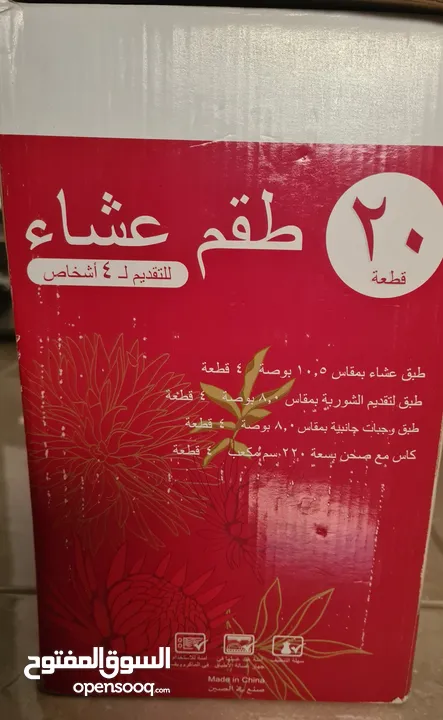 ٢٠
قطعة
طقم عشاء
للتقديم لـ ٤ أشخاص
طبق عشاء بمقاس ١٠,٥ بوصة ٤ قطعة
طبق لتقديم الشوربة بمقاس ٨,٠ بوصة ٤ قطعة
طبق وجبات جانبية بمقاس ٨,٠ بوصة ٤ قطعة
كاس مع صحن بسعة ٢٢٠ سم مكعب ٤ قطعة
سهلة التنظيف
Made in China
صنع في الصين
السوق المفتوح
opensooq.com